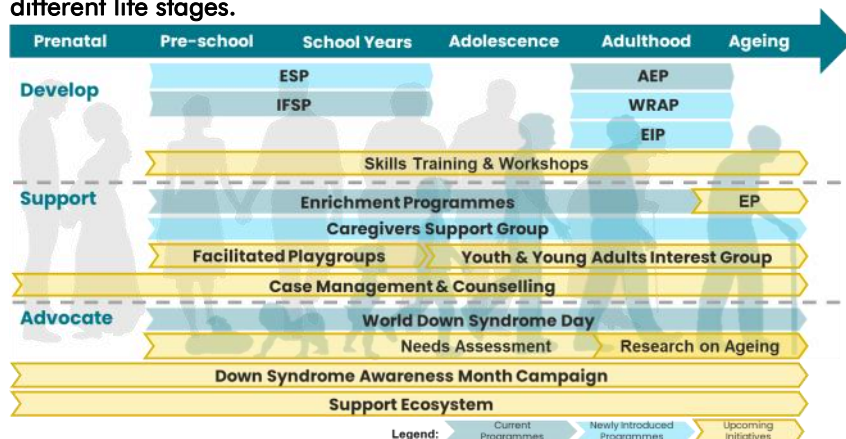 different life stages.
Prenatal Pre-school School Years Adolescence Adulthood Ageing
Develop
ESP AEP
IFSP WRAP
EIP
Skills Training & Workshops
Support
Enrichment Programmes EP
Caregivers Support Group
Facilitated Playgroups Youth & Young Adults Interest Group
Case Management & Counselling
Advocate
World Down Syndrome Day
Needs Assessment Research on Ageing
Down Syndrome Awareness Month Campaign
Support Ecosystem
Legend: Current Programmes Newly Introduced Programmes Upcoming Initiatives